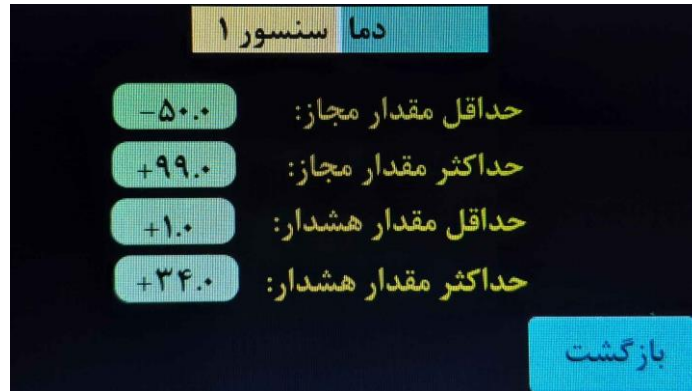 دما سنسور ۱
حداقل مقدار مجاز: -۵۰.۰
حداکثر مقدار مجاز: +۹۹.۰
حداقل مقدار هشدار: +۱.۰
حداکثر مقدار هشدار: +۳۴.۰
بازگشت